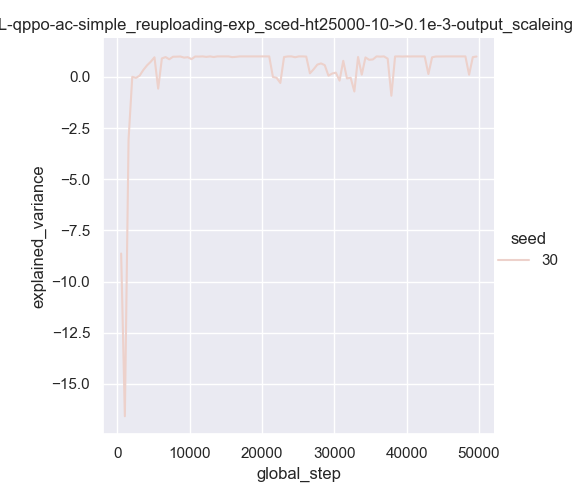 L-qppo-ac-simple_reuploading-exp_sced-ht25000-10->0.1e-3-output_scaleing
0.0
−2.5
−5.0
−7.5
−10.0
−12.5
−15.0
explained_variance
0 10000 20000 30000 40000 50000
global_step
seed
30